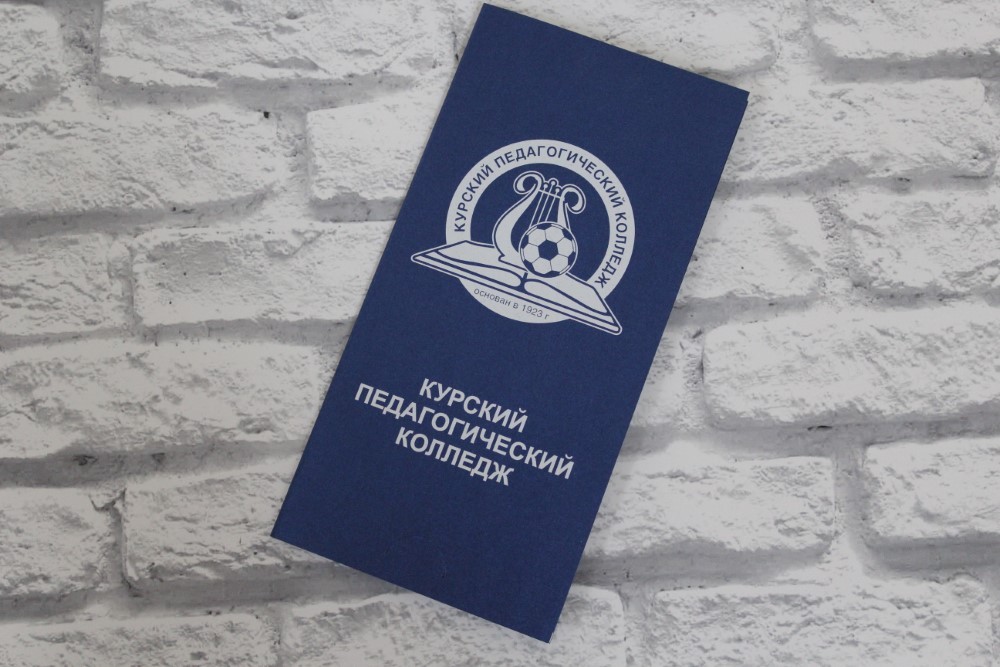 КУРСКИЙ ПЕДАГОГИЧЕСКИЙ КОЛЛЕДЖ
основан в 1923 г
КУРСКИЙ
ПЕДАГОГИЧЕСКИЙ
КОЛЛЕДЖ